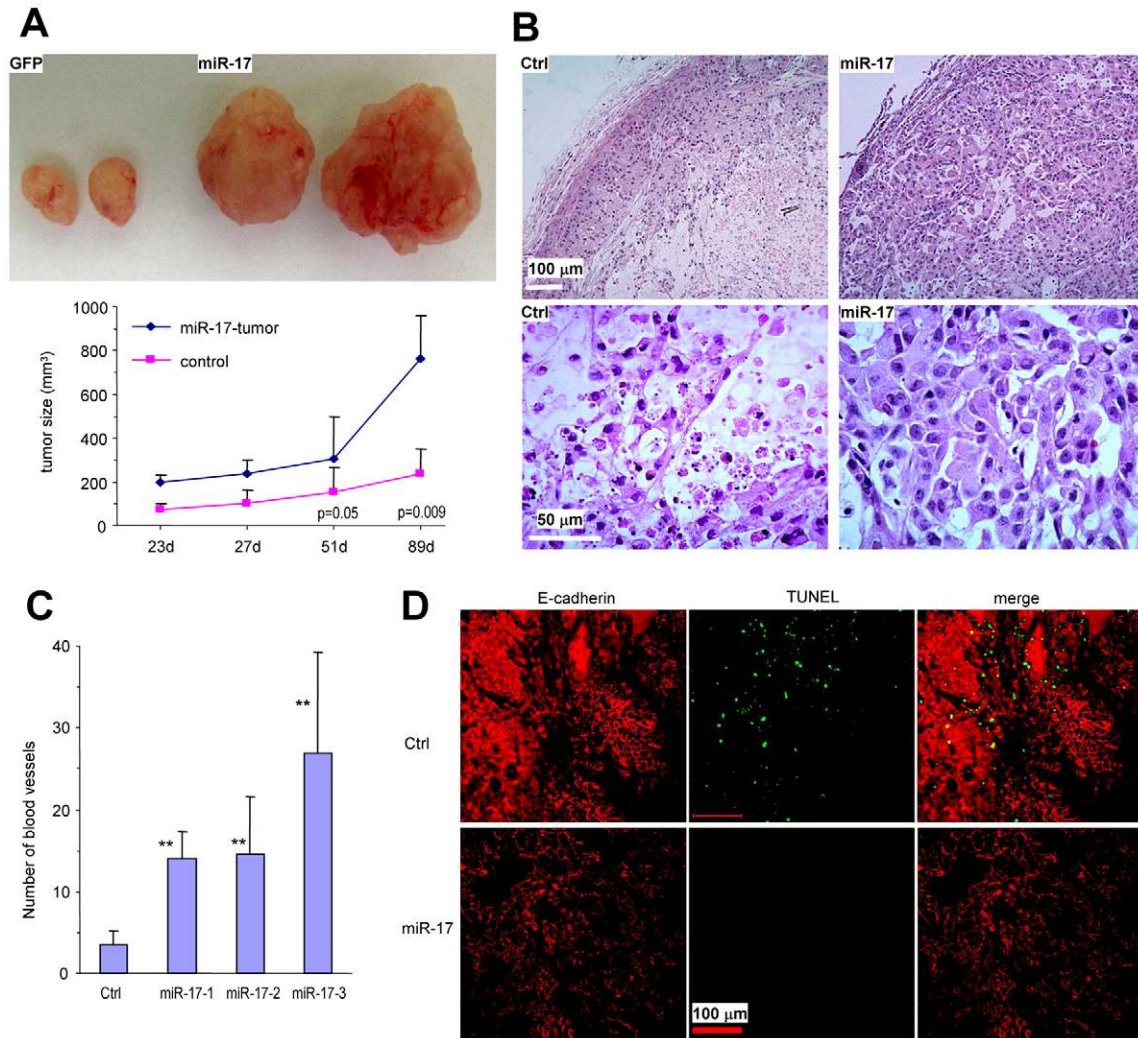 A
GFP
miR-17
1000
800
600
400
200
0
tumor size (mm³)
miR-17-tumor
control
p=0.05
p=0.009
23d
27d
51d
89d
B
Ctrl
miR-17
100 μm
Ctrl
miR-17
50 μm
C
40
30
20
10
0
Number of blood vessels
**
**
**
Ctrl
miR-17-1
miR-17-2
miR-17-3
D
E-cadherin
TUNEL
merge
Ctrl
miR-17
100 μm